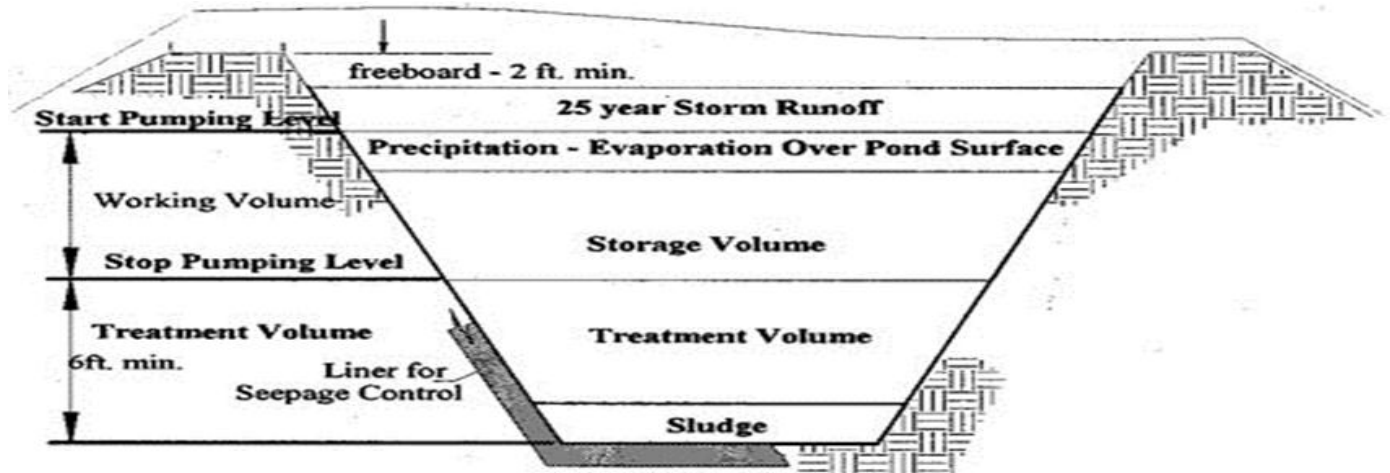 freeboard - 2 ft. min.
25 year Storm Runoff
Start Pumping Level
Precipitation - Evaporation Over Pond Surface
Working Volume
Storage Volume
Stop Pumping Level
Treatment Volume
Treatment Volume
6ft. min.
Liner for
Seepage Control
Sludge